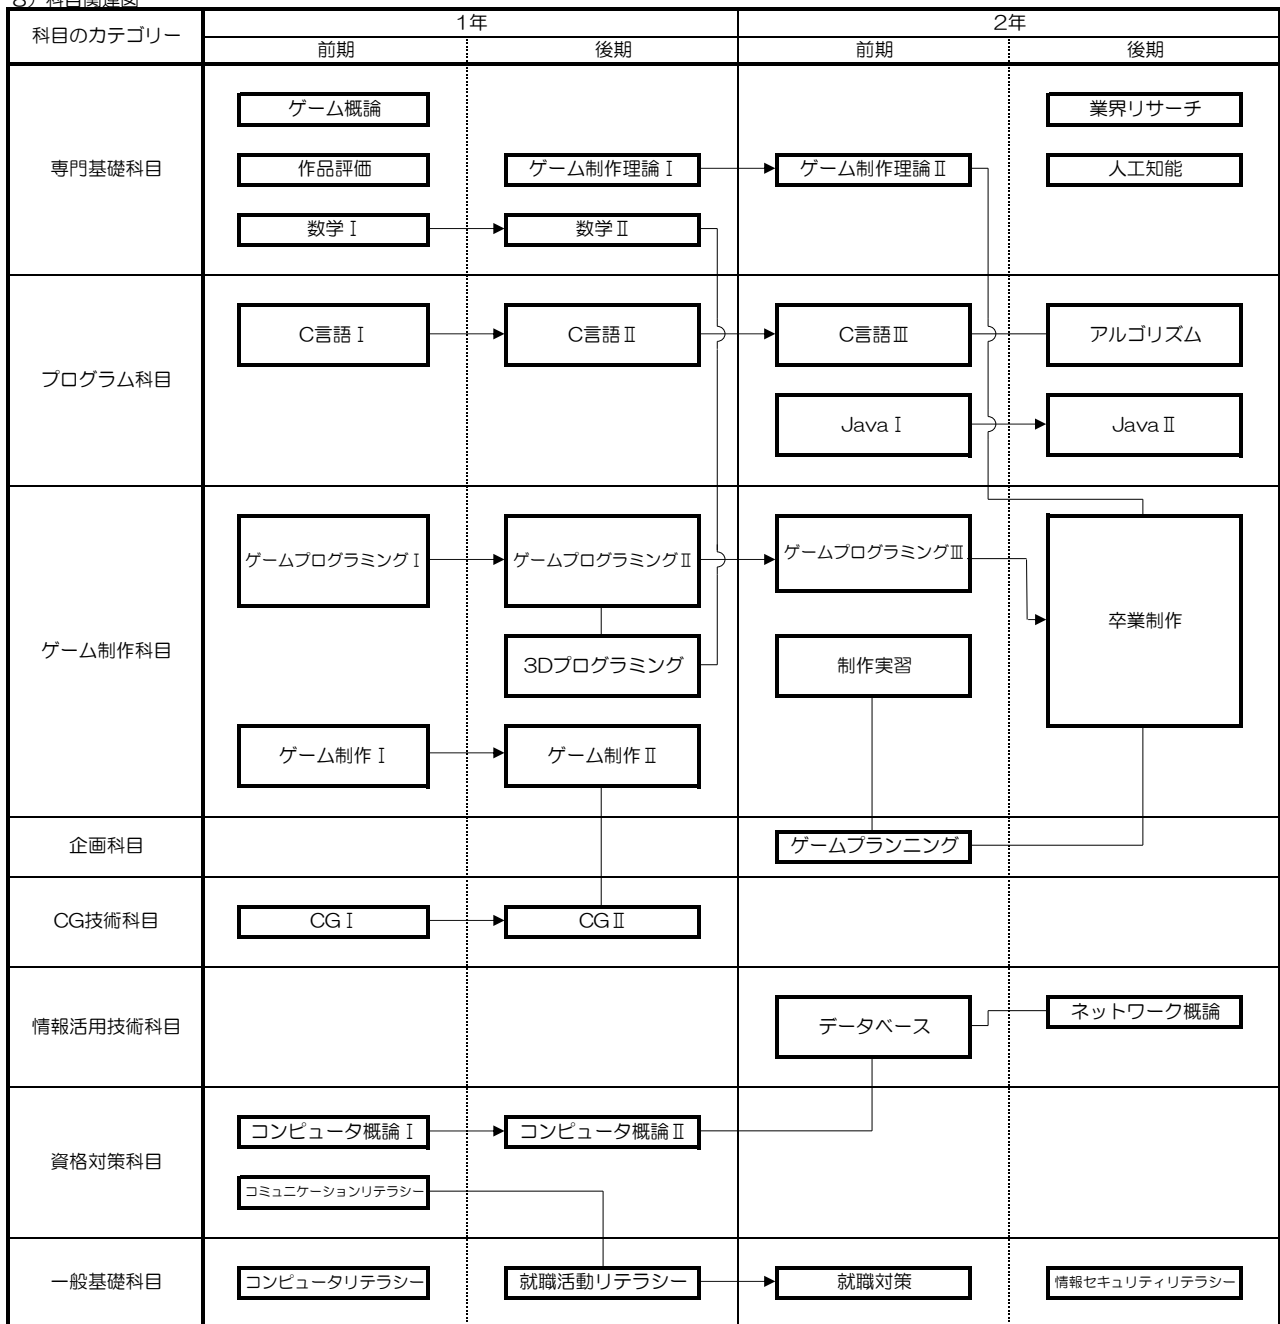 8）科目関連図
科目のカテゴリー
1年
2年
前期
後期
前期
後期
専門基礎科目
ゲーム概論
業界リサーチ
作品評価
ゲーム制作理論Ⅰ
ゲーム制作理論Ⅱ
人工知能
数学Ⅰ
数学Ⅱ
プログラム科目
C言語Ⅰ
C言語Ⅱ
C言語Ⅲ
アルゴリズム
JavaⅠ
JavaⅡ
ゲーム制作科目
ゲームプログラミングⅠ
ゲームプログラミングⅡ
ゲームプログラミングⅢ
卒業制作
3Dプログラミング
制作実習
ゲーム制作Ⅰ
ゲーム制作Ⅱ
企画科目
ゲームプランニング
CG技術科目
CGⅠ
CGⅡ
情報活用技術科目
データベース
ネットワーク概論
資格対策科目
コンピュータ概論Ⅰ
コンピュータ概論Ⅱ
コミュニケーションリテラシー
一般基礎科目
コンピュータリテラシー
就職活動リテラシー
就職対策
情報セキュリティリテラシー